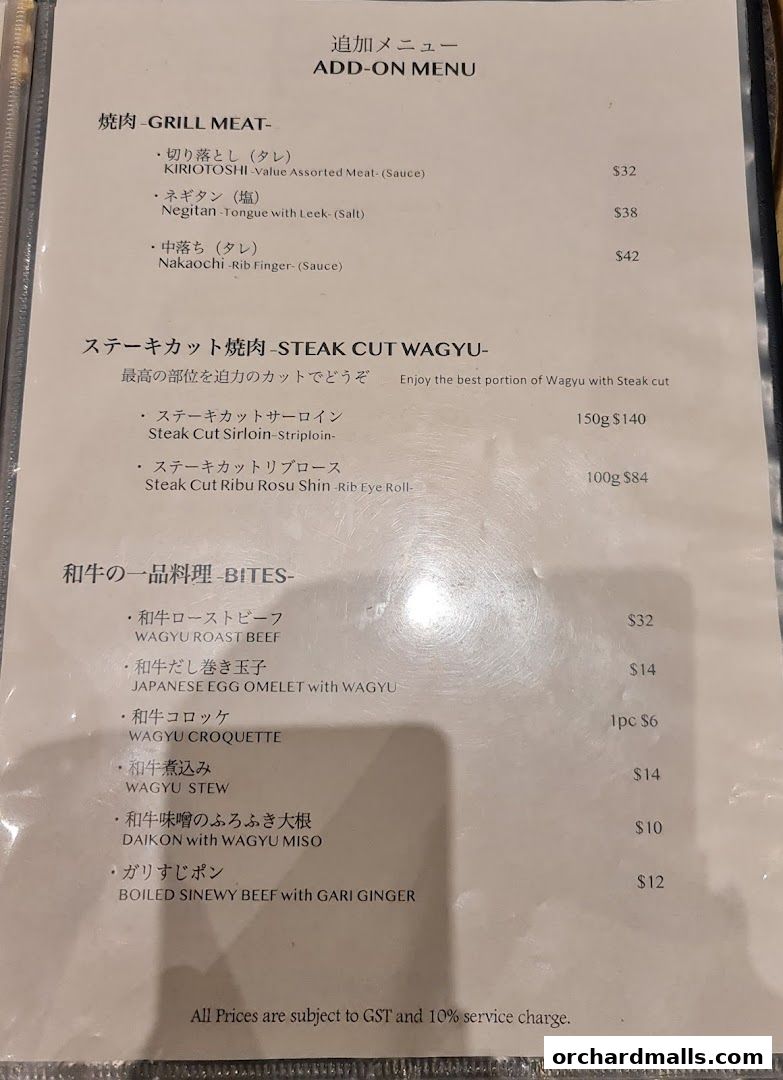 追加メニュー
ADD-ON MENU
焼肉 -GRILL MEAT-
・切り落とし（タレ）
KIRIOTOSHI -Value Assorted Meat- (Sauce) $32
・ネギタン（塩）
Negitan -Tongue with Leek- (Salt) $38
・中落ち（タレ）
Nakaochi -Rib Finger- (Sauce) $42
ステーキカット焼肉 -STEAK CUT WAGYU-
最高の部位を迫力のカットでどうぞ Enjoy the best portion of Wagyu with Steak cut
・ステーキカットサーロイン 150g $140
Steak Cut Sirloin-Striploin-
・ステーキカットリブロース 100g $84
Steak Cut Ribu Rosu Shin -Rib Eye Roll-
和牛の一品料理 -BITES-
・和牛ローストビーフ $32
WAGYU ROAST BEEF
・和牛だし巻き玉子 $14
JAPANESE EGG OMELET with WAGYU
・和牛コロッケ 1pc $6
WAGYU CROQUETTE
・和牛煮込み $14
WAGYU STEW
・和牛味噌のふろふき大根 $10
DAIKON with WAGYU MISO
・ガリすじポン $12
BOILED SINEWY BEEF with GARI GINGER
All Prices are subject to GST and 10% service charge.
orchardmalls.com